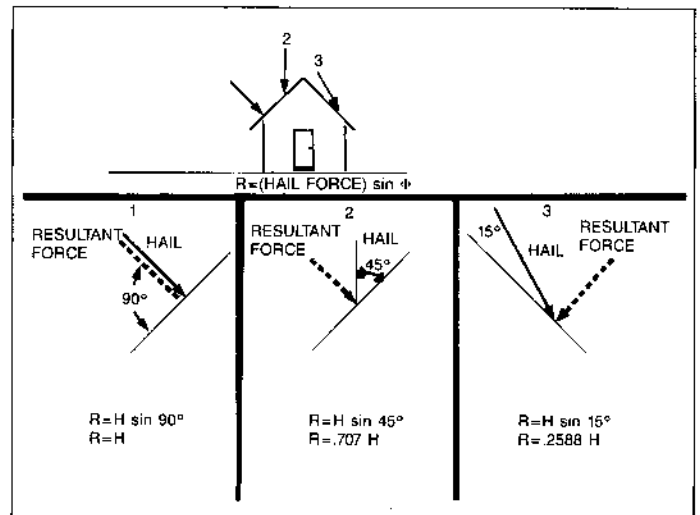 2
3
R=(HAIL FORCE) sin Φ
1
RESULTANT
FORCE
HAIL
90°
R=H sin 90°
R=H
2
RESULTANT
FORCE
HAIL
45°
R=H sin 45°
R=.707 H
3
15°
HAIL
RESULTANT
FORCE
R=H sin 15°
R=.2588 H